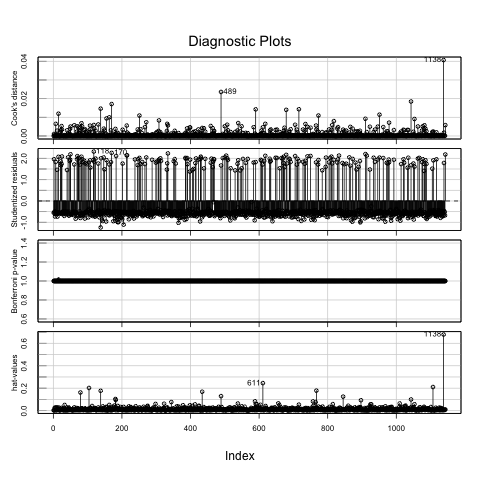 Diagnostic Plots
Cook's distance
0.00 0.02 0.04
489
1138
Studentized residuals
-1.0 0.0 1.0 2.0
118
170
Bonferroni p-value
0.6 0.8 1.0 1.2 1.4
hat-values
0.0 0.2 0.4 0.6
611
1138
0 200 400 600 800 1000
Index